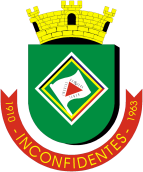 1910 - INCONFIDENTES - 1963